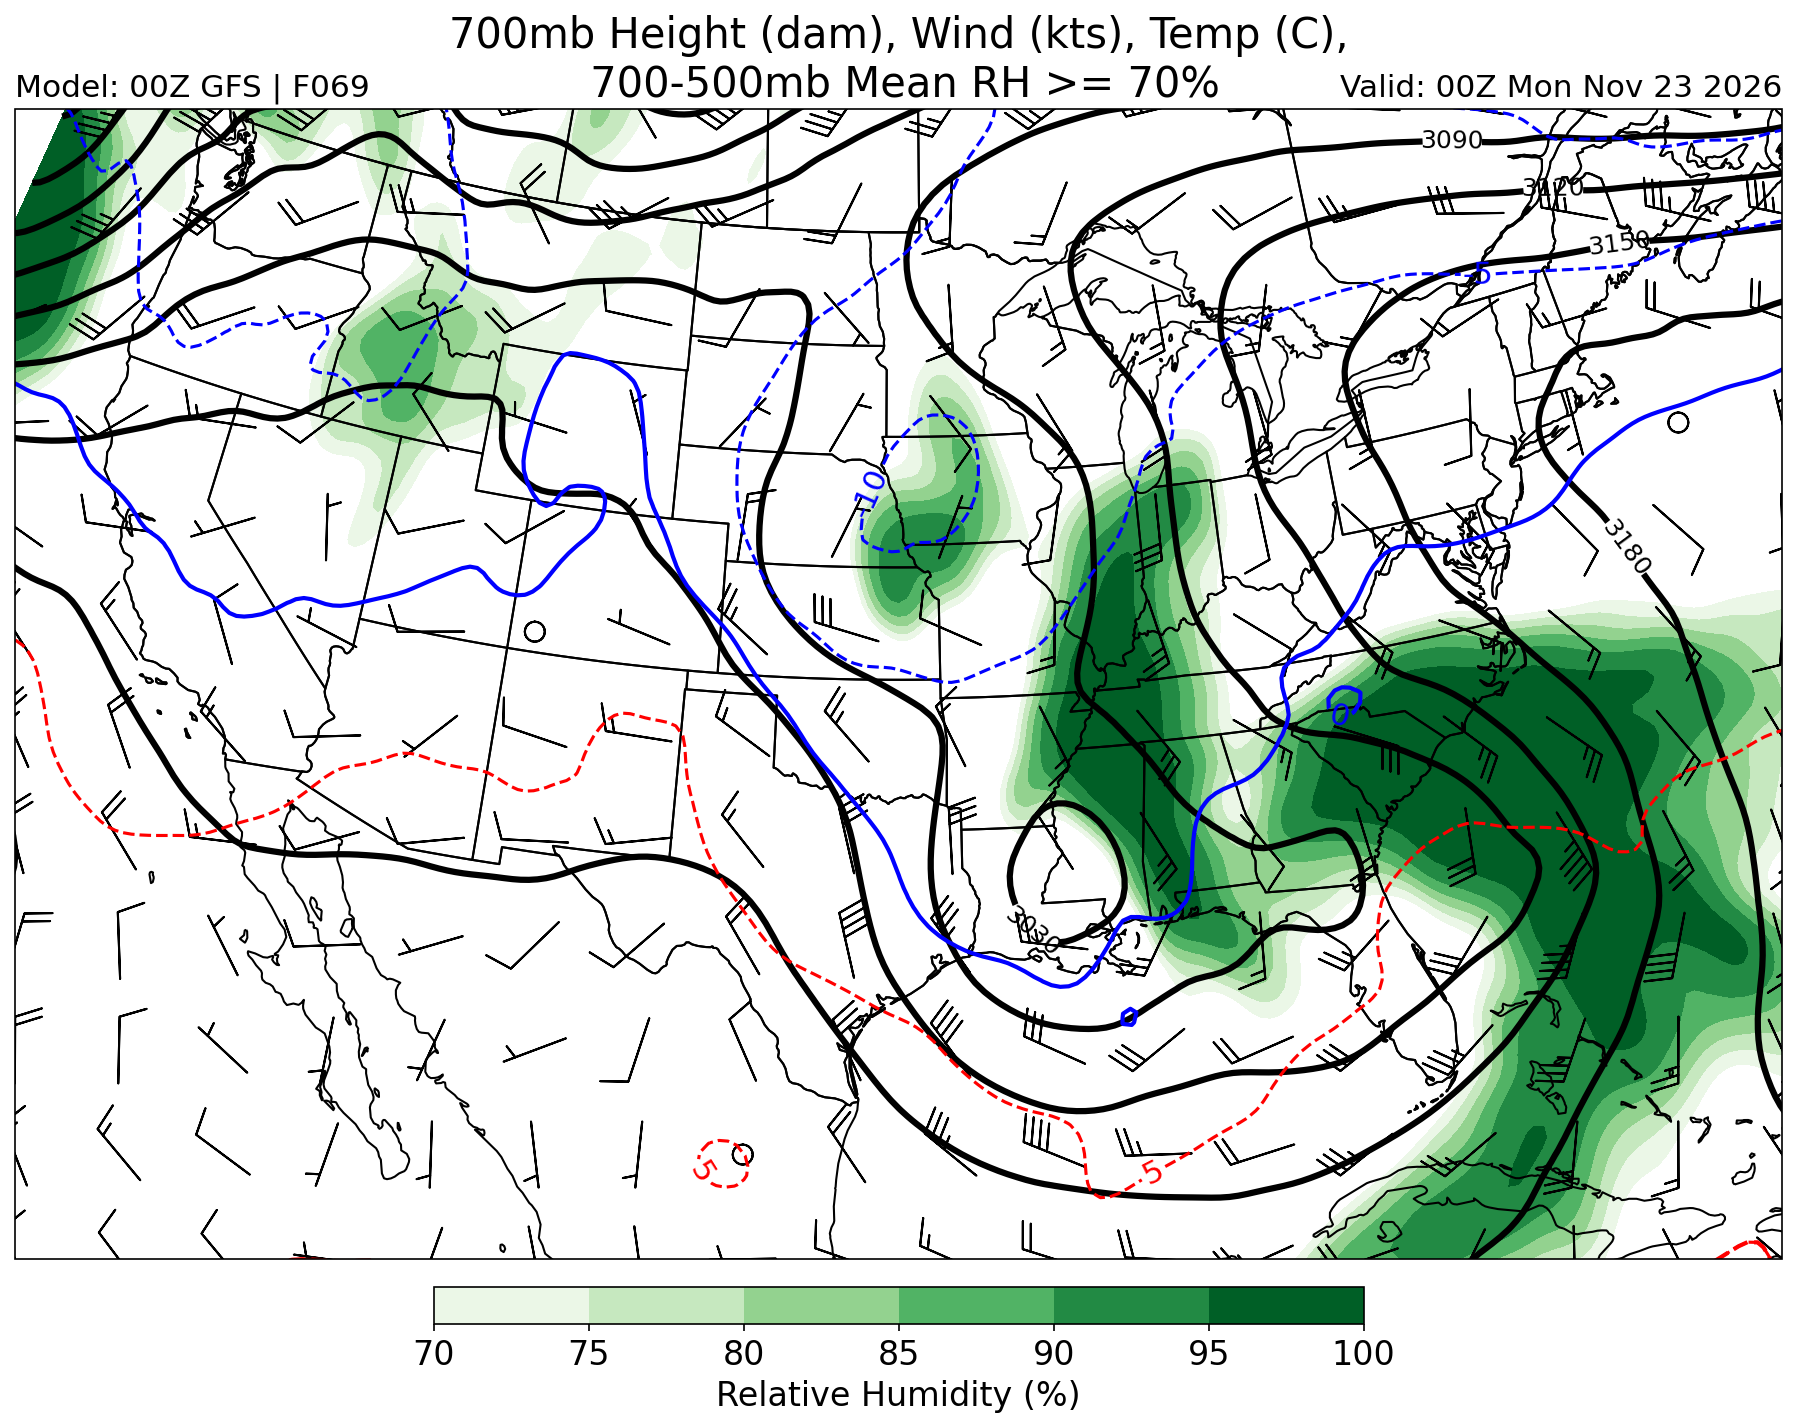 700mb Height (dam), Wind (kts), Temp (C),
Model: 00Z GFS | F069
700-500mb Mean RH >= 70%
Valid: 00Z Mon Nov 23 2026
3090
3120
3150
-5
-10
3180
0
3030
5
5
70 75 80 85 90 95 100
Relative Humidity (%)